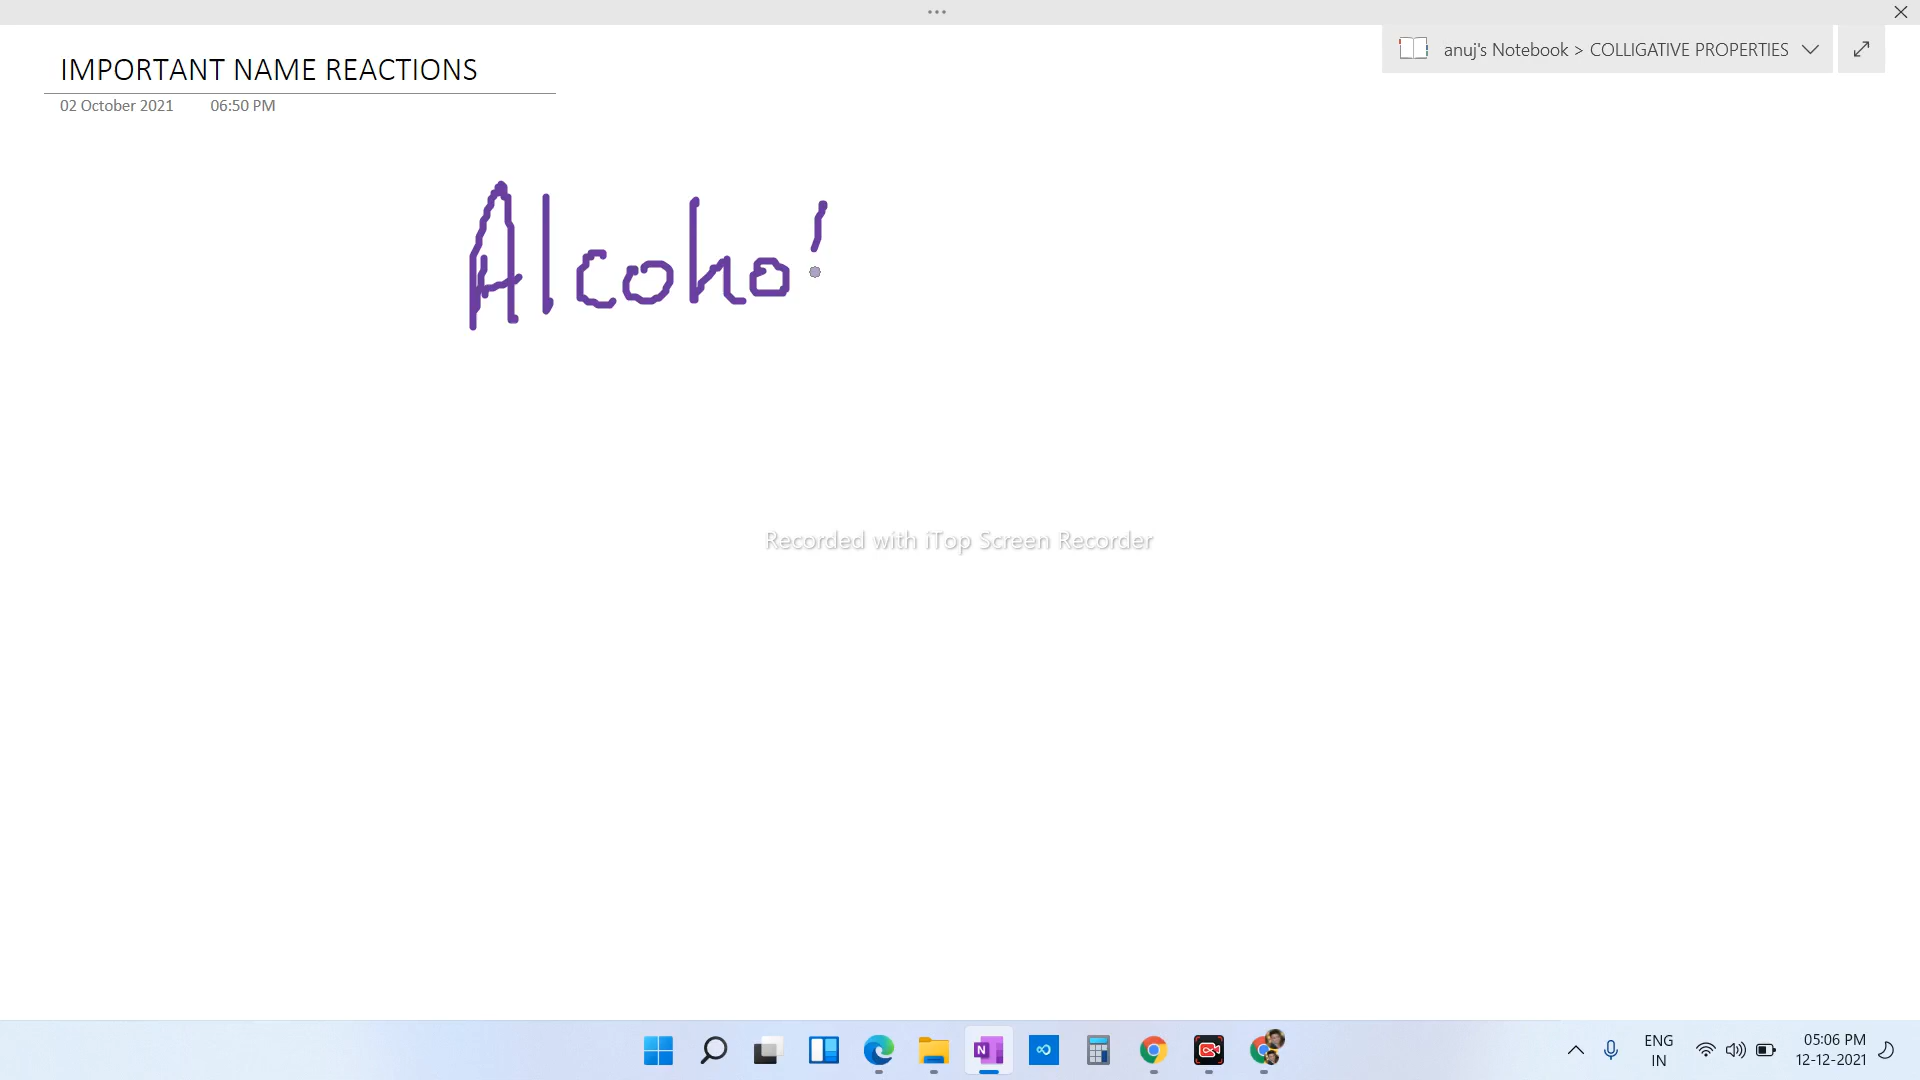 IMPORTANT NAME REACTIONS
anuj's Notebook > COLLIGATIVE PROPERTIES
02 October 2021 06:50 PM
Alcohol
Recorded with iTop Screen Recorder
ENG
IN
05:06 PM
12-12-2021